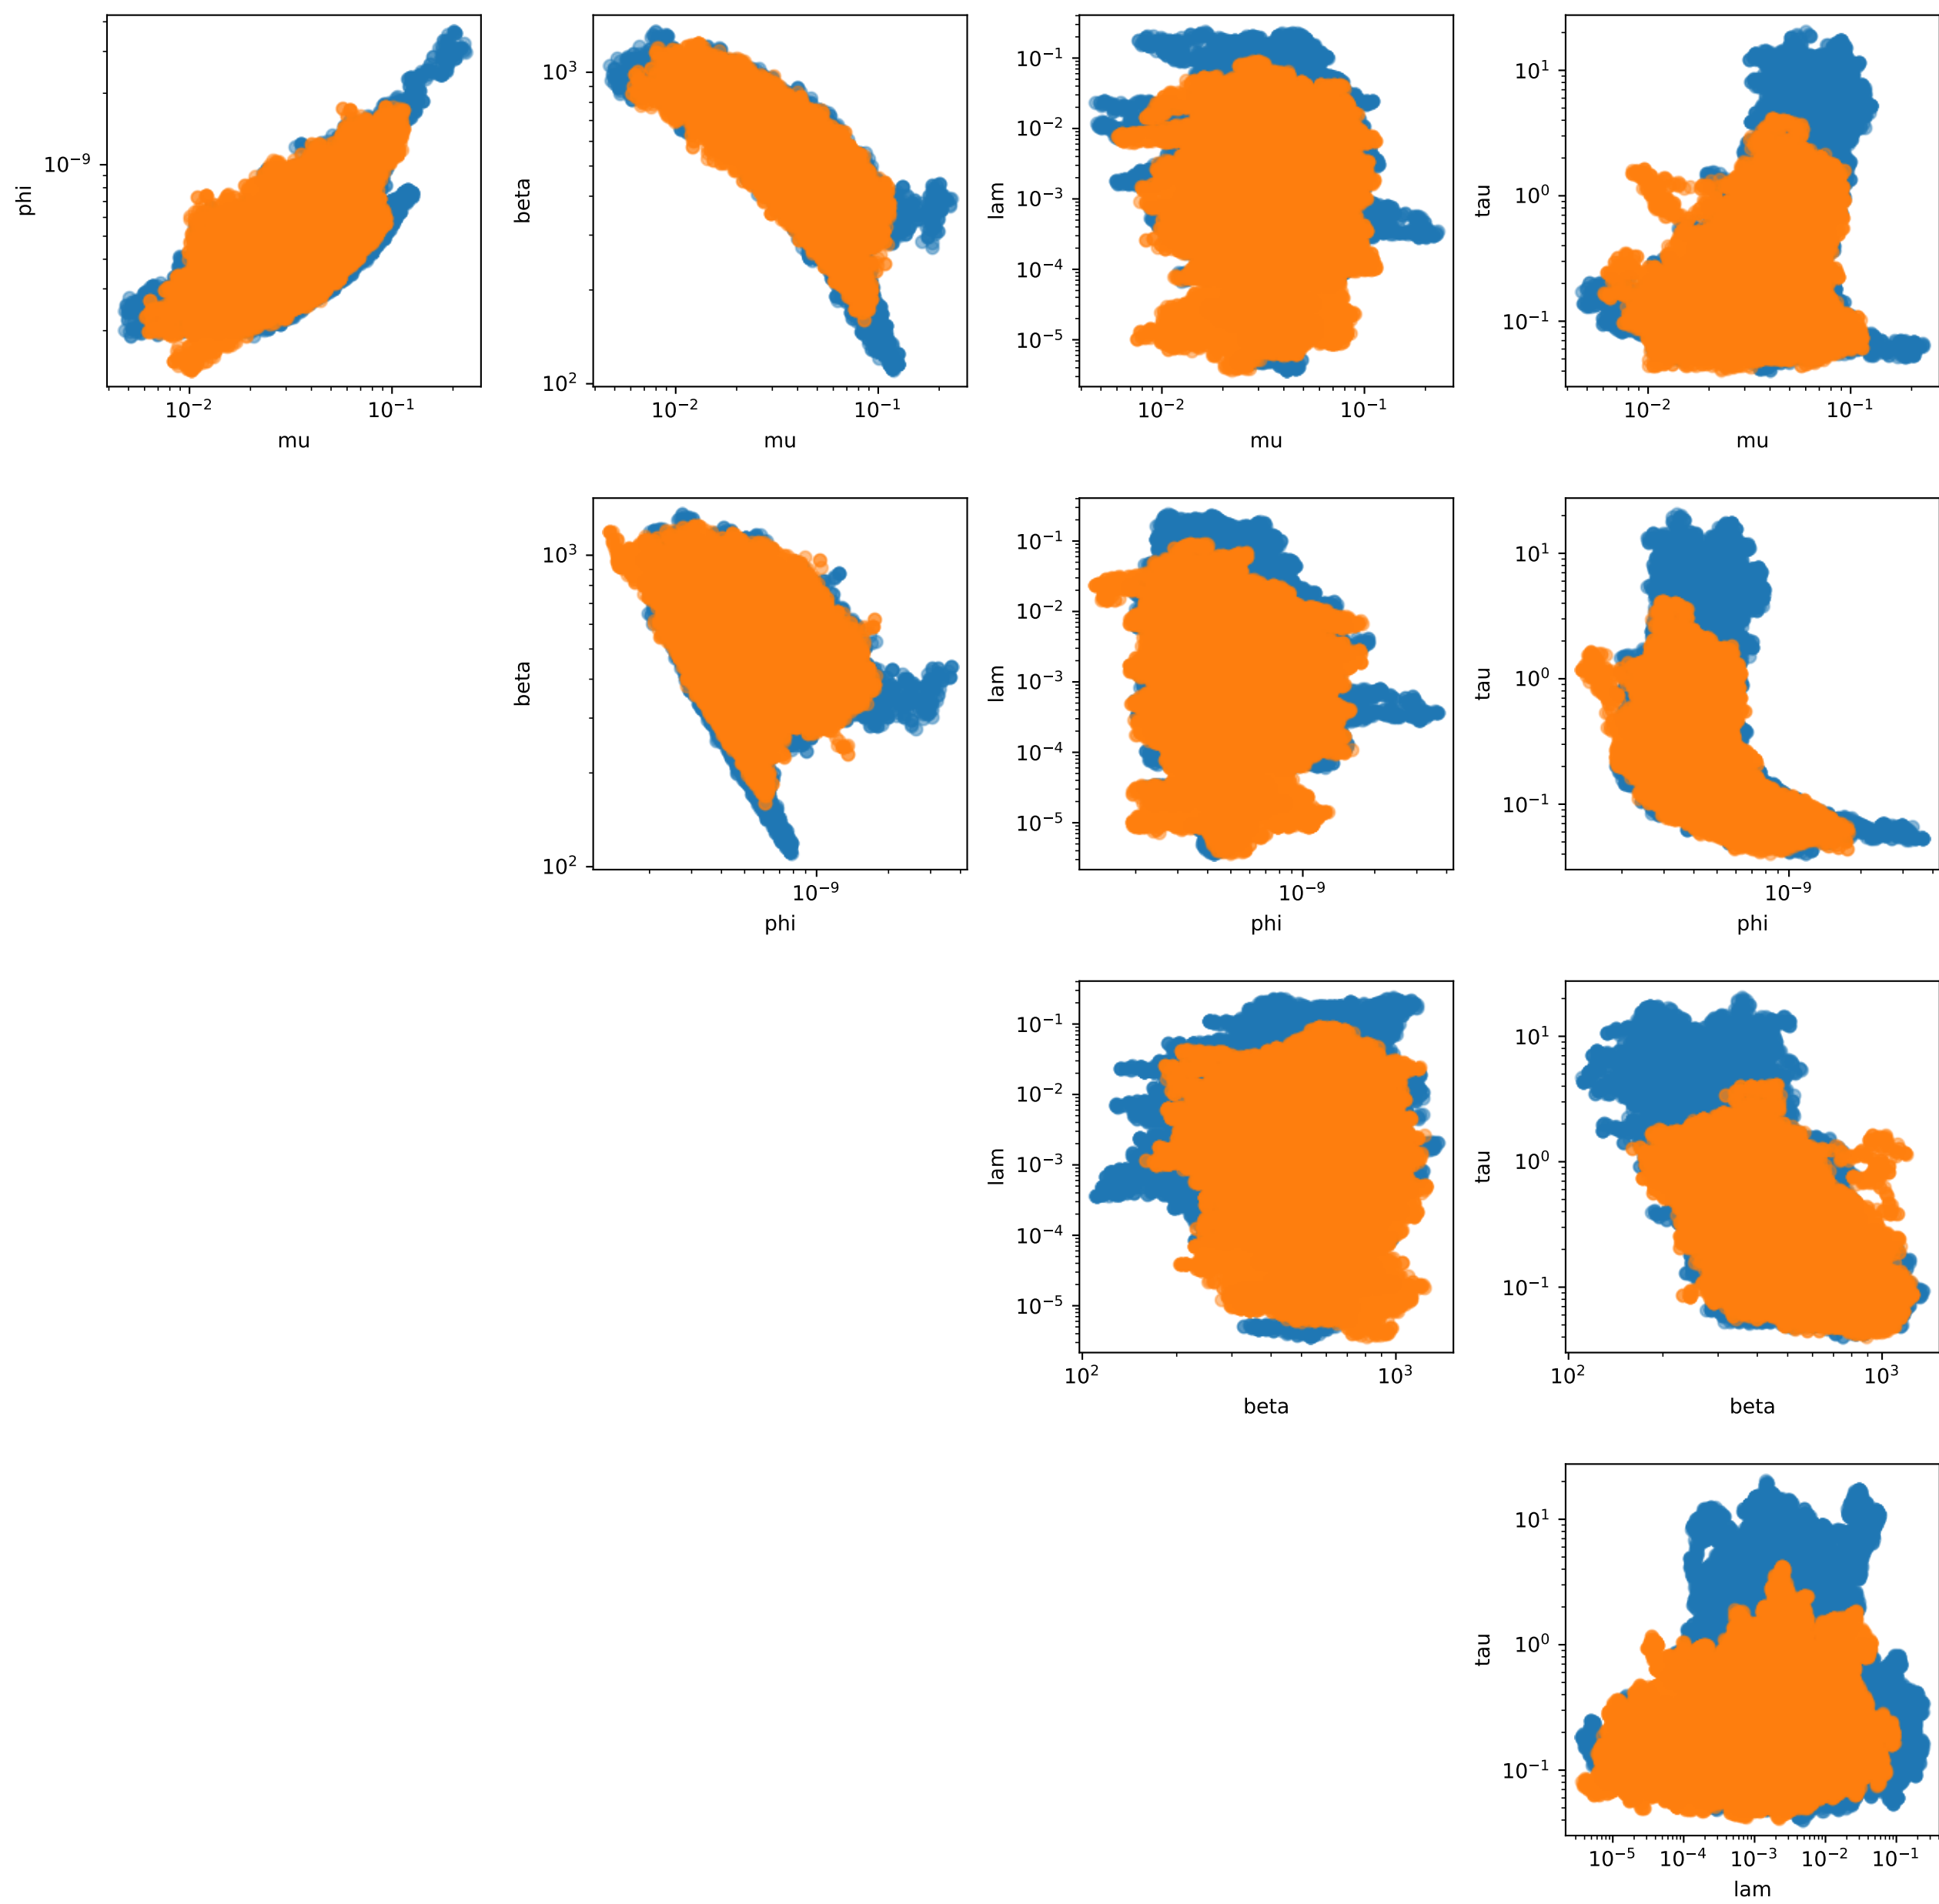 phi
10⁻⁹
10⁻² 10⁻¹
mu
beta
10³
10²
10⁻² 10⁻¹
mu
lam
10⁻¹
10⁻²
10⁻³
10⁻⁴
10⁻⁵
10⁻² 10⁻¹
mu
tau
10¹
10⁰
10⁻¹
10⁻² 10⁻¹
mu
beta
10³
10²
10⁻⁹
phi
lam
10⁻¹
10⁻²
10⁻³
10⁻⁴
10⁻⁵
10⁻⁹
phi
tau
10¹
10⁰
10⁻¹
10⁻⁹
phi
lam
10⁻¹
10⁻²
10⁻³
10⁻⁴
10⁻⁵
10² 10³
beta
tau
10¹
10⁰
10⁻¹
10² 10³
beta
tau
10¹
10⁰
10⁻¹
10⁻⁵ 10⁻⁴ 10⁻³ 10⁻² 10⁻¹
lam